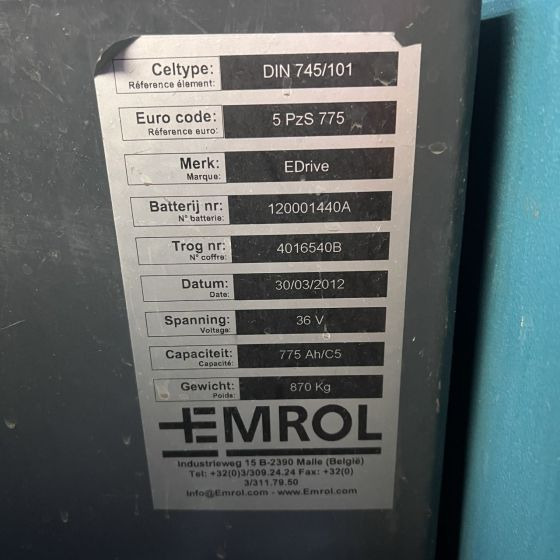 Celtype: DIN 745/101
Réference élement:
Euro code: 5 PzS 775
Référence euro:
Merk: EDrive
Marque:
Batterij nr: 120001440A
N° batterie:
Trog nr: 4016540B
N° coffre:
Datum: 30/03/2012
Date:
Spanning: 36 V
Voltage:
Capaciteit: 775 Ah/C5
Capacité:
Gewicht: 870 Kg
Poids:
EMROL
Industrieweg 15 B-2390 Malle (België)
Tel: +32(0)3/309.24.24 Fax: +32(0)
3/311.79.50
Info@Emrol.com - www.Emrol.com